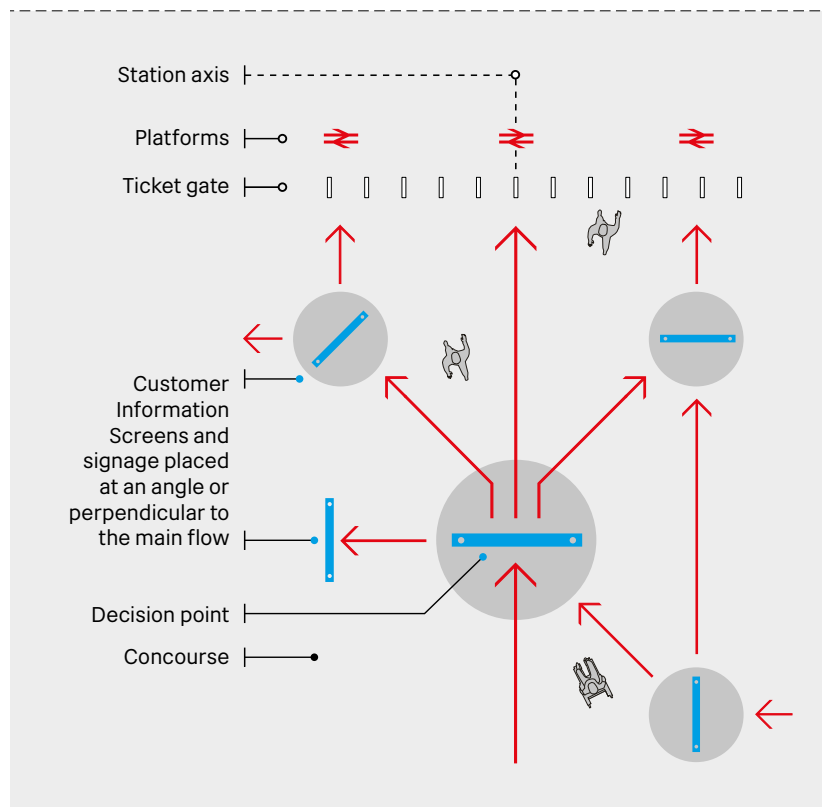 Station axis
Platforms
Ticket gate
Customer
Information
Screens and
signage placed
at an angle or
perpendicular to
the main flow
Decision point
Concourse